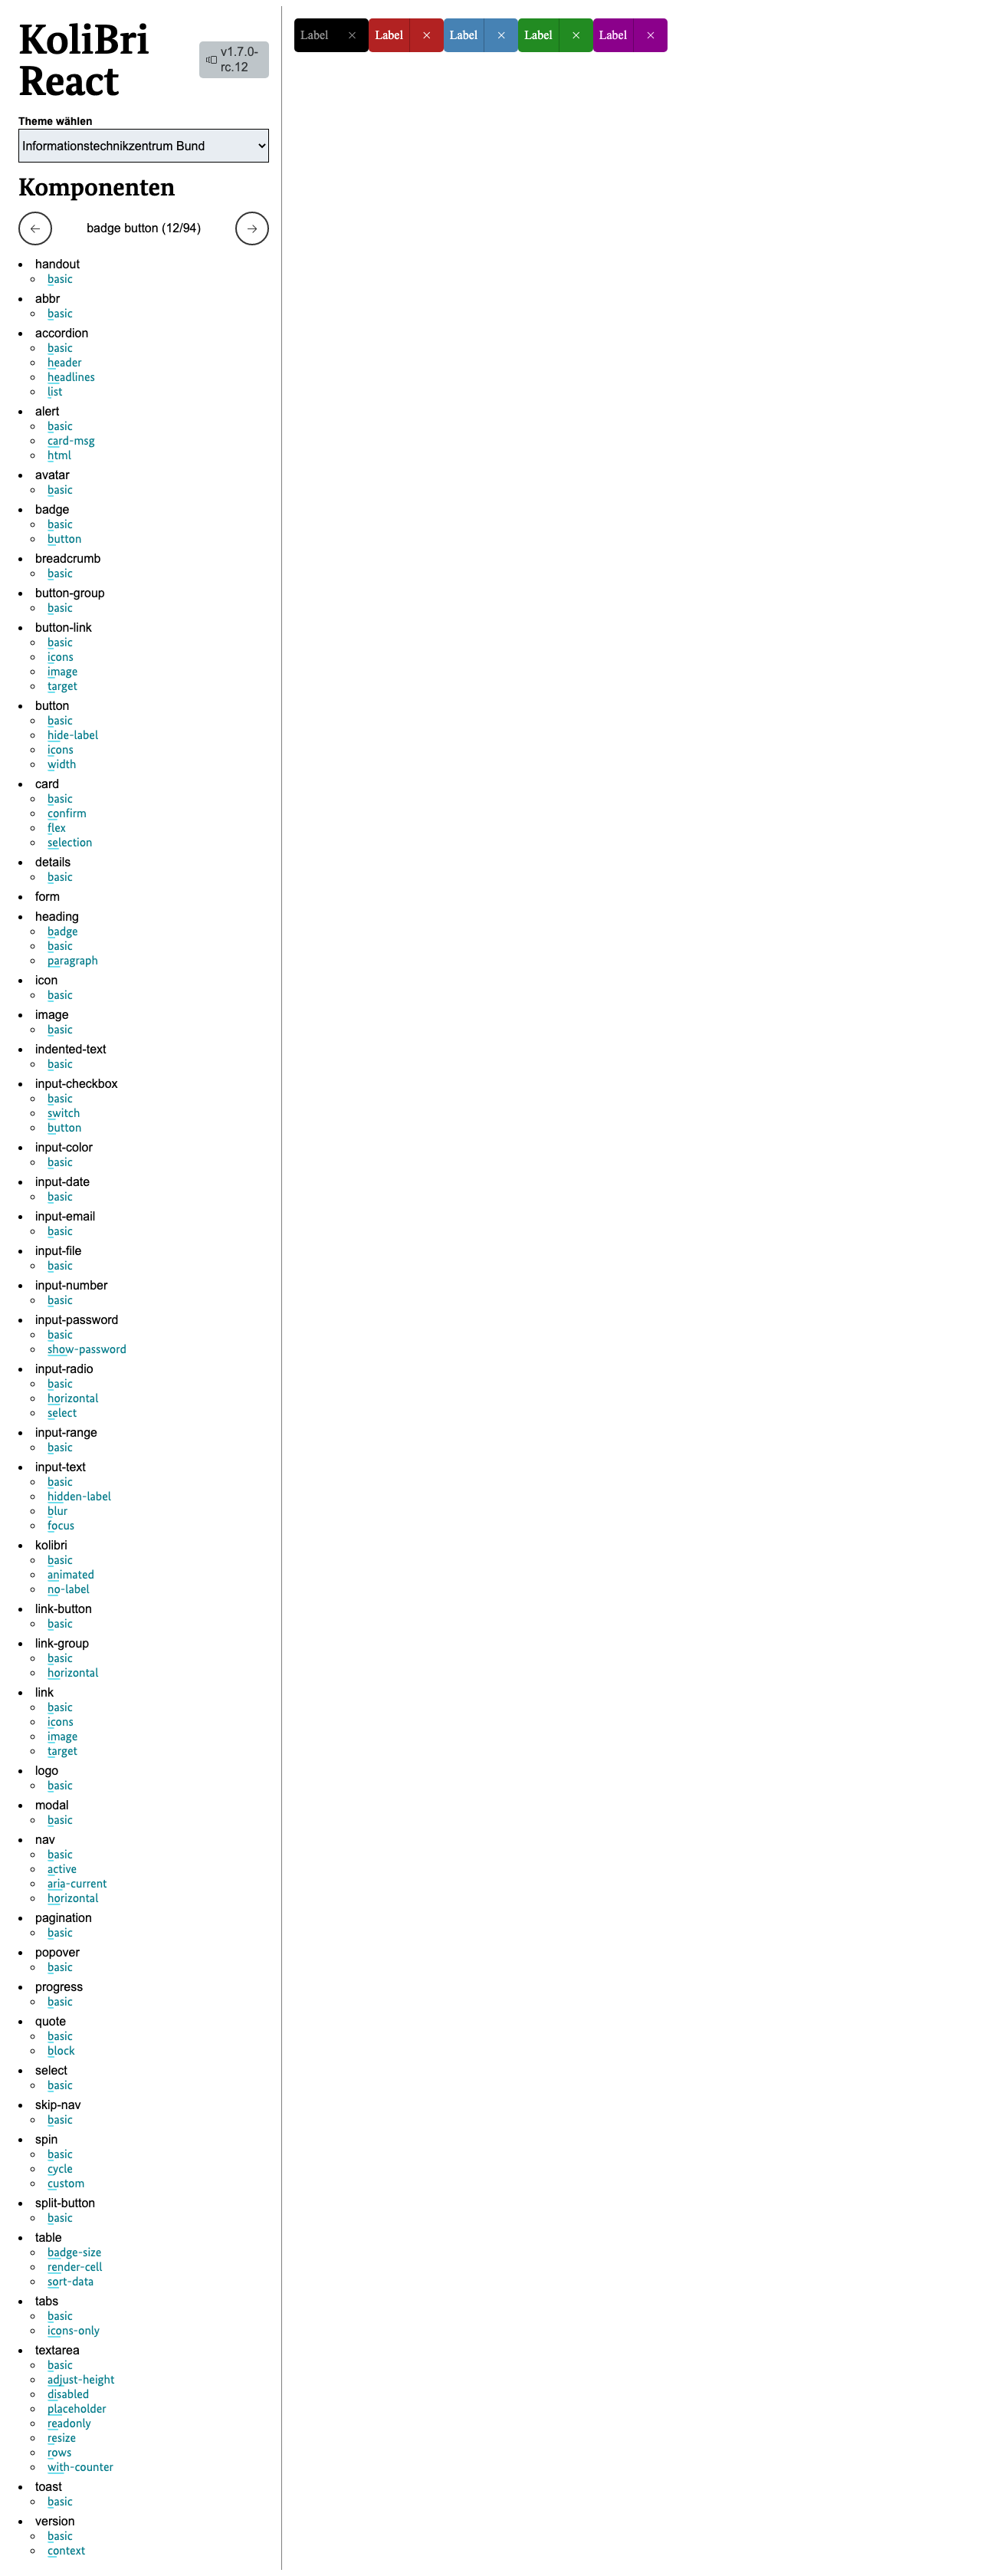 KoliBri
React
v1.7.0-
rc.12
Theme wählen
Informationstechnikzentrum Bund
Komponenten
badge button (12/94)
handout
basic
abbr
basic
accordion
basic
header
headlines
list
alert
basic
card-msg
html
avatar
basic
badge
basic
button
breadcrumb
basic
button-group
basic
button-link
basic
icons
image
target
button
basic
hide-label
icons
width
card
basic
confirm
flex
selection
details
basic
form
heading
badge
basic
paragraph
icon
basic
image
basic
indented-text
basic
input-checkbox
basic
switch
button
input-color
basic
input-date
basic
input-email
basic
input-file
basic
input-number
basic
input-password
basic
show-password
input-radio
basic
horizontal
select
input-range
basic
input-text
basic
hidden-label
blur
focus
kolibri
basic
animated
no-label
link-button
basic
link-group
basic
horizontal
link
basic
icons
image
target
logo
basic
modal
basic
nav
basic
active
aria-current
horizontal
pagination
basic
popover
basic
progress
basic
quote
basic
block
select
basic
skip-nav
basic
spin
basic
cycle
custom
split-button
basic
table
badge-size
render-cell
sort-data
tabs
basic
icons-only
textarea
basic
adjust-height
disabled
placeholder
readonly
resize
rows
with-counter
toast
basic
version
basic
context
Label Label Label Label Label